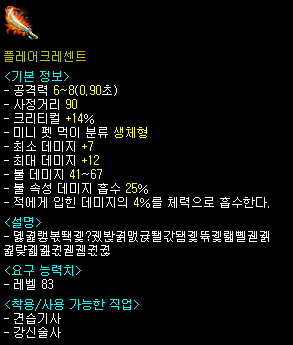 플레어크레센트
<기본 정보>
- 공격력 6~8(0.90초)
- 사정거리 90
- 크리티컬 +14%
- 미니 펫 먹이 분류 생체형
- 최소 데미지 +7
- 최대 데미지 +12
- 불 데미지 41~67
- 불 속성 데미지 흡수 25%
- 적에게 입힌 데미지의 4%를 체력으로 흡수한다.
<설명>
<요구 능력치>
- 레벨 83
<착용/사용 가능한 직업>
- 견습기사
- 강신술사